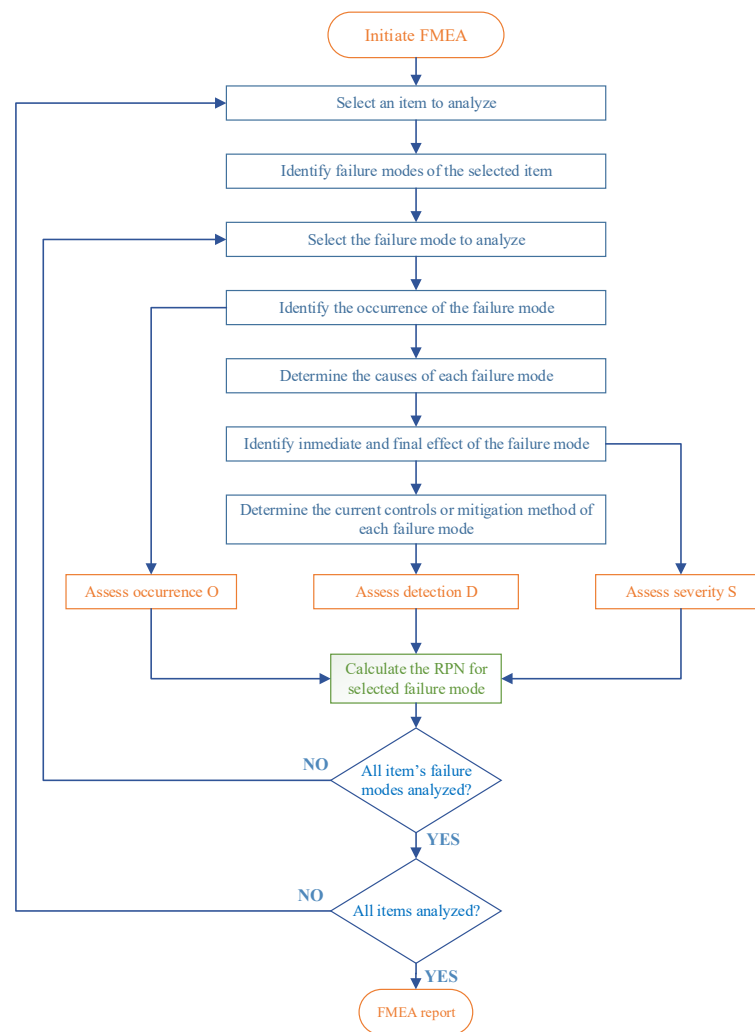 Initiate FMEA
Select an item to analyze
Identify failure modes of the selected item
Select the failure mode to analyze
Identify the occurrence of the failure mode
Determine the causes of each failure mode
Identify inmediate and final effect of the failure mode
Determine the current controls or mitigation method of
each failure mode
Assess occurrence O
Assess detection D
Assess severity S
Calculate the RPN for
selected failure mode
NO
All item’s failure
modes analyzed?
YES
NO
All items analyzed?
YES
FMEA report